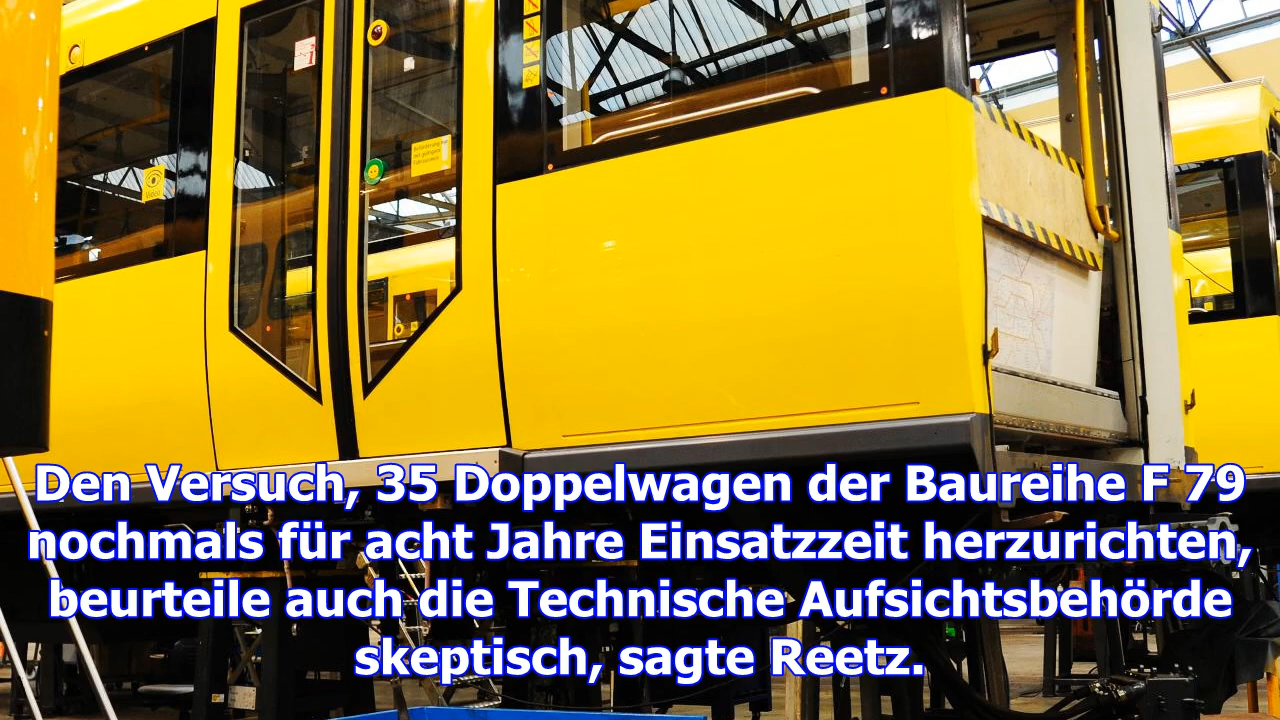 Video
Den Versuch, 35 Doppelwagen der Baureihe F 79
nochmals für acht Jahre Einsatzzeit herzurichten,
beurteile auch die Technische Aufsichtsbehörde
skeptisch, sagte Reetz.